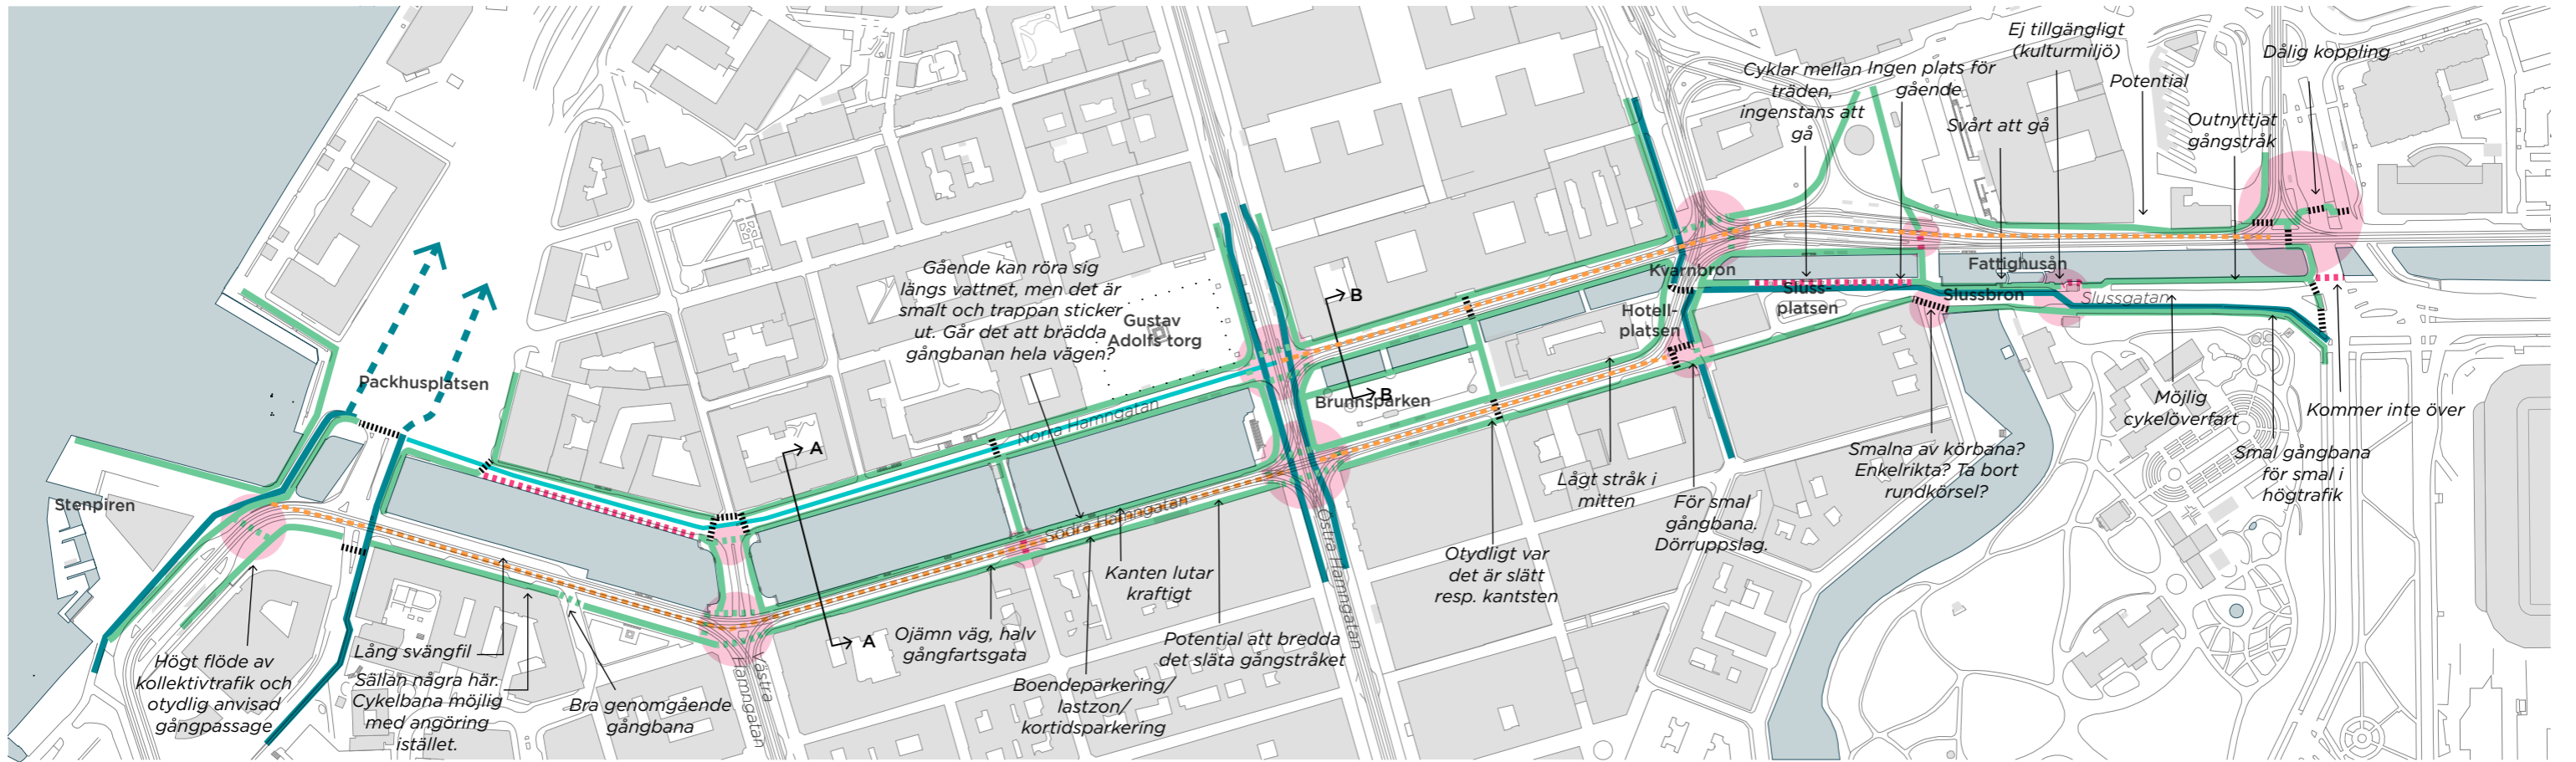 Ej tillgängligt
(kulturmiljö)
Dålig koppling
Cyklar mellan
träden,
ingenstans att
gå
Ingen plats för
gående
Potential
Svårt att gå
Outnyttjat
gångstråk
Gående kan röra sig
längs vattnet, men det är
smalt och trappan sticker
ut. Går det att brädda
gångbanan hela vägen?
Gustav
Adolfs torg
B
B
Kvarnbron
Hotell-
platsen
Sluss-
platsen
Fattighusån
Slussbron
Slussgatan
Packhusplatsen
Brunnsparken
Norra Hamngatan
Stenpiren
A
A
Södra Hamngatan
Östra Hamngatan
Västra
Hamngatan
Möjlig
cykelöverfart
Kommer inte över
Smal gångbana
för smal i
högtrafik
Smalna av körbana?
Enkelrikta? Ta bort
rundkörsel?
Lågt stråk i
mitten
För smal
gångbana.
Dörruppslag.
Otydligt var
det är slätt
resp. kantsten
Kanten lutar
kraftigt
Potential att bredda
det släta gångstråket
Ojämn väg, halv
gångfartsgata
Boendeparkering/
lastzon/
kortidsparkering
Bra genomgående
gångbana
Lång svängfil
Sällan några här.
Cykelbana möjlig
med angöring
istället.
Högt flöde av
kollektivtrafik och
otydlig anvisad
gångpassage